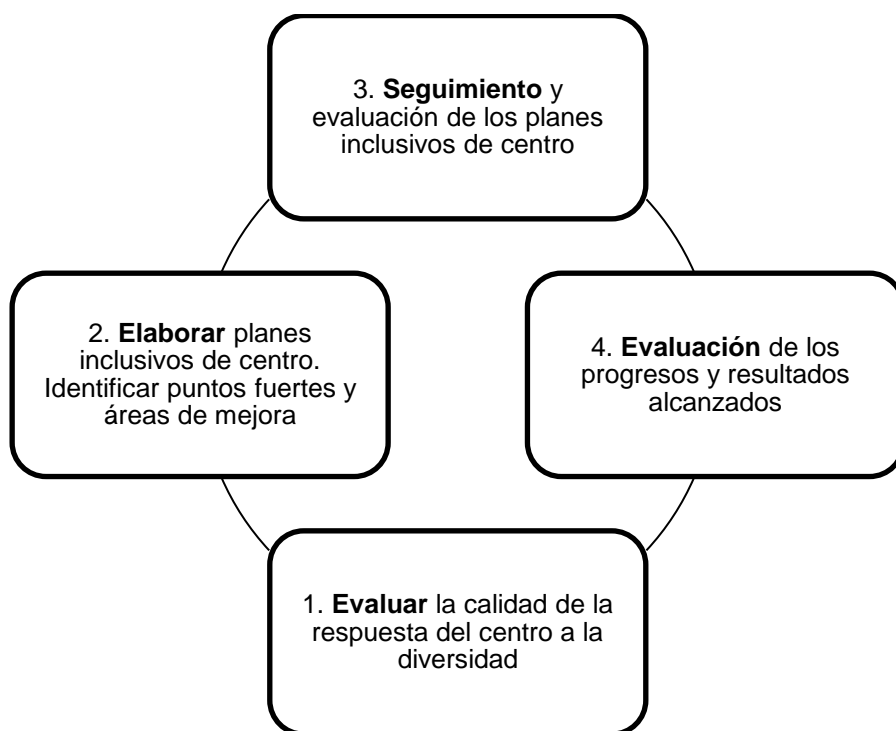 3. Seguimiento y
evaluación de los planes
inclusivos de centro
2. Elaborar planes
inclusivos de centro.
Identificar puntos fuertes y
áreas de mejora
4. Evaluación de los
progresos y resultados
alcanzados
1. Evaluar la calidad de la
respuesta del centro a la
diversidad